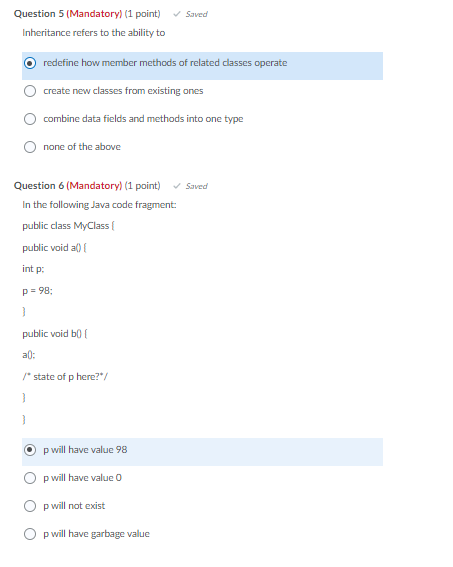 Question 5 (Mandatory) (1 point) ✓ Saved
Inheritance refers to the ability to
redefine how member methods of related classes operate
create new classes from existing ones
combine data fields and methods into one type
none of the above
Question 6 (Mandatory) (1 point) ✓ Saved
In the following Java code fragment:
public class MyClass {
public void a() {
int p;
p = 98;
}
public void b() {
a();
/* state of p here?*/
}
}
p will have value 98
p will have value 0
p will not exist
p will have garbage value